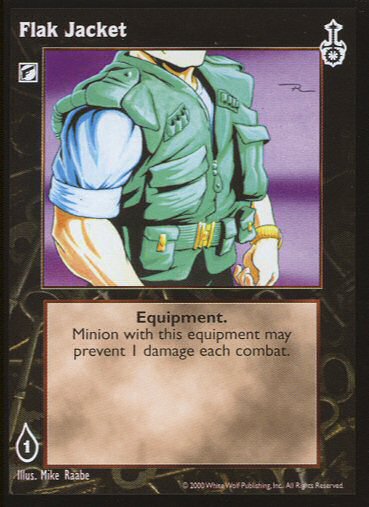 Flak Jacket
Equipment.
Minion with this equipment may
prevent 1 damage each combat.
1
Illus. Mike Raabe
© 2000 White Wolf Publishing, Inc. All Rights Reserved.